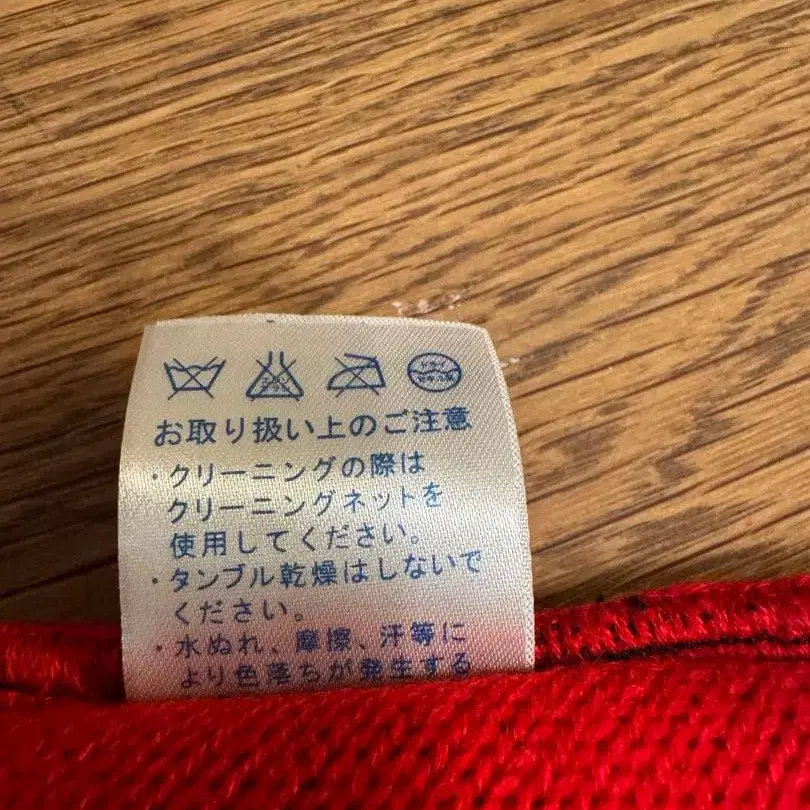 お取り扱い上のご注意
・クリーニングの際は
クリーニングネットを
使用してください。
・タンブル乾燥はしないで
ください。
・水ぬれ、摩擦、汗等に
より色落ちが発生する